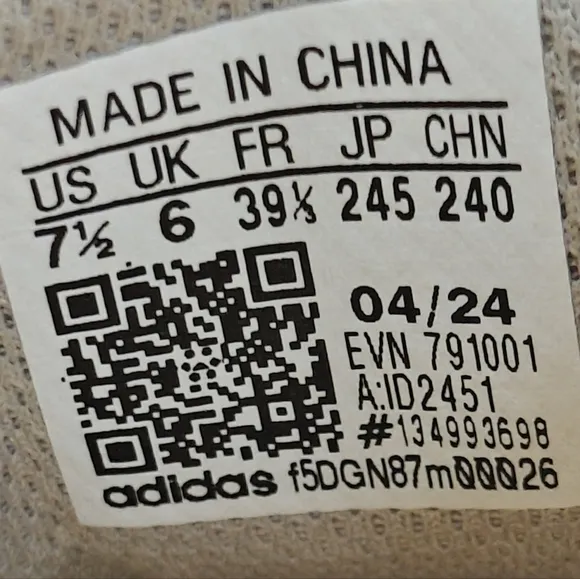 MADE IN CHINA
US UK FR JP CHN
7½ 6 39⅓ 245 240
04/24
EVN 791001
A:ID2451
#134993698
adidas f5DGN87m00026